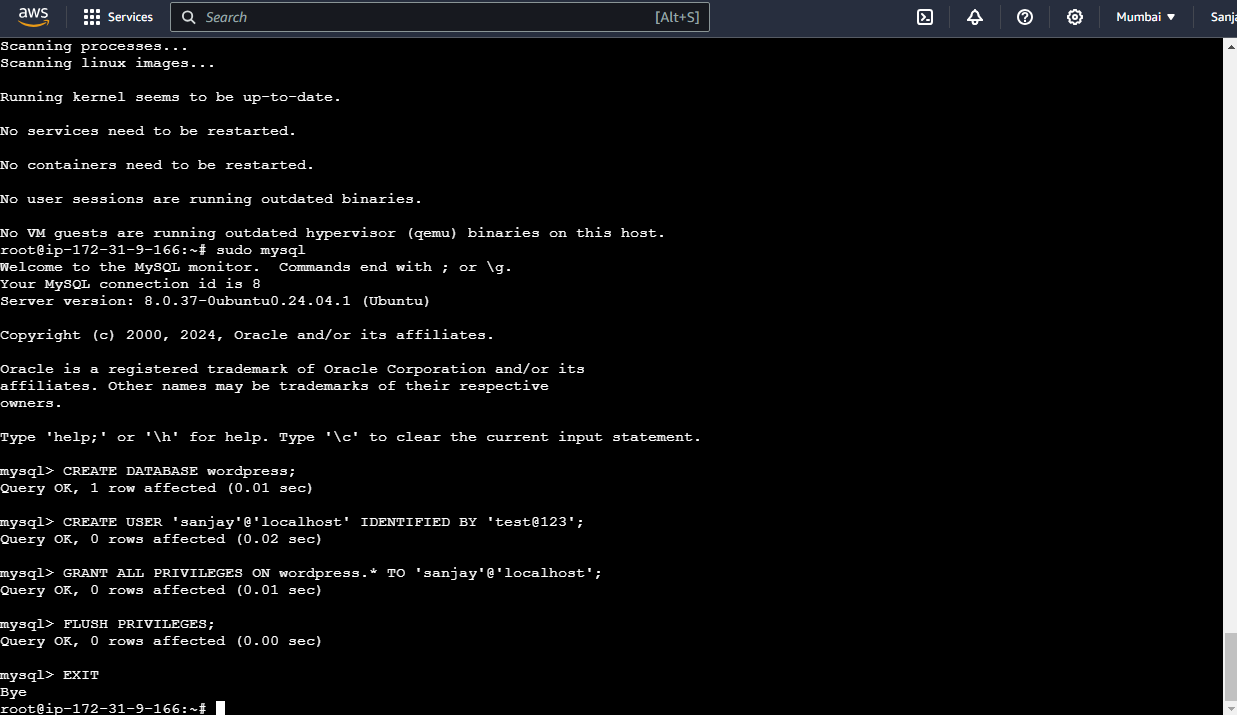 aws
Services
Search
[Alt+S]
Mumbai
Sanj
Scanning processes...
Scanning linux images...
Running kernel seems to be up-to-date.
No services need to be restarted.
No containers need to be restarted.
No user sessions are running outdated binaries.
No VM guests are running outdated hypervisor (qemu) binaries on this host.
root@ip-172-31-9-166:~# sudo mysql
Welcome to the MySQL monitor.  Commands end with ; or \g.
Your MySQL connection id is 8
Server version: 8.0.37-0ubuntu0.24.04.1 (Ubuntu)
Copyright (c) 2000, 2024, Oracle and/or its affiliates.
Oracle is a registered trademark of Oracle Corporation and/or its
affiliates. Other names may be trademarks of their respective
owners.
Type 'help;' or '\h' for help. Type '\c' to clear the current input statement.
mysql> CREATE DATABASE wordpress;
Query OK, 1 row affected (0.01 sec)
mysql> CREATE USER 'sanjay'@'localhost' IDENTIFIED BY 'test@123';
Query OK, 0 rows affected (0.02 sec)
mysql> GRANT ALL PRIVILEGES ON wordpress.* TO 'sanjay'@'localhost';
Query OK, 0 rows affected (0.01 sec)
mysql> FLUSH PRIVILEGES;
Query OK, 0 rows affected (0.00 sec)
mysql> EXIT
Bye
root@ip-172-31-9-166:~#